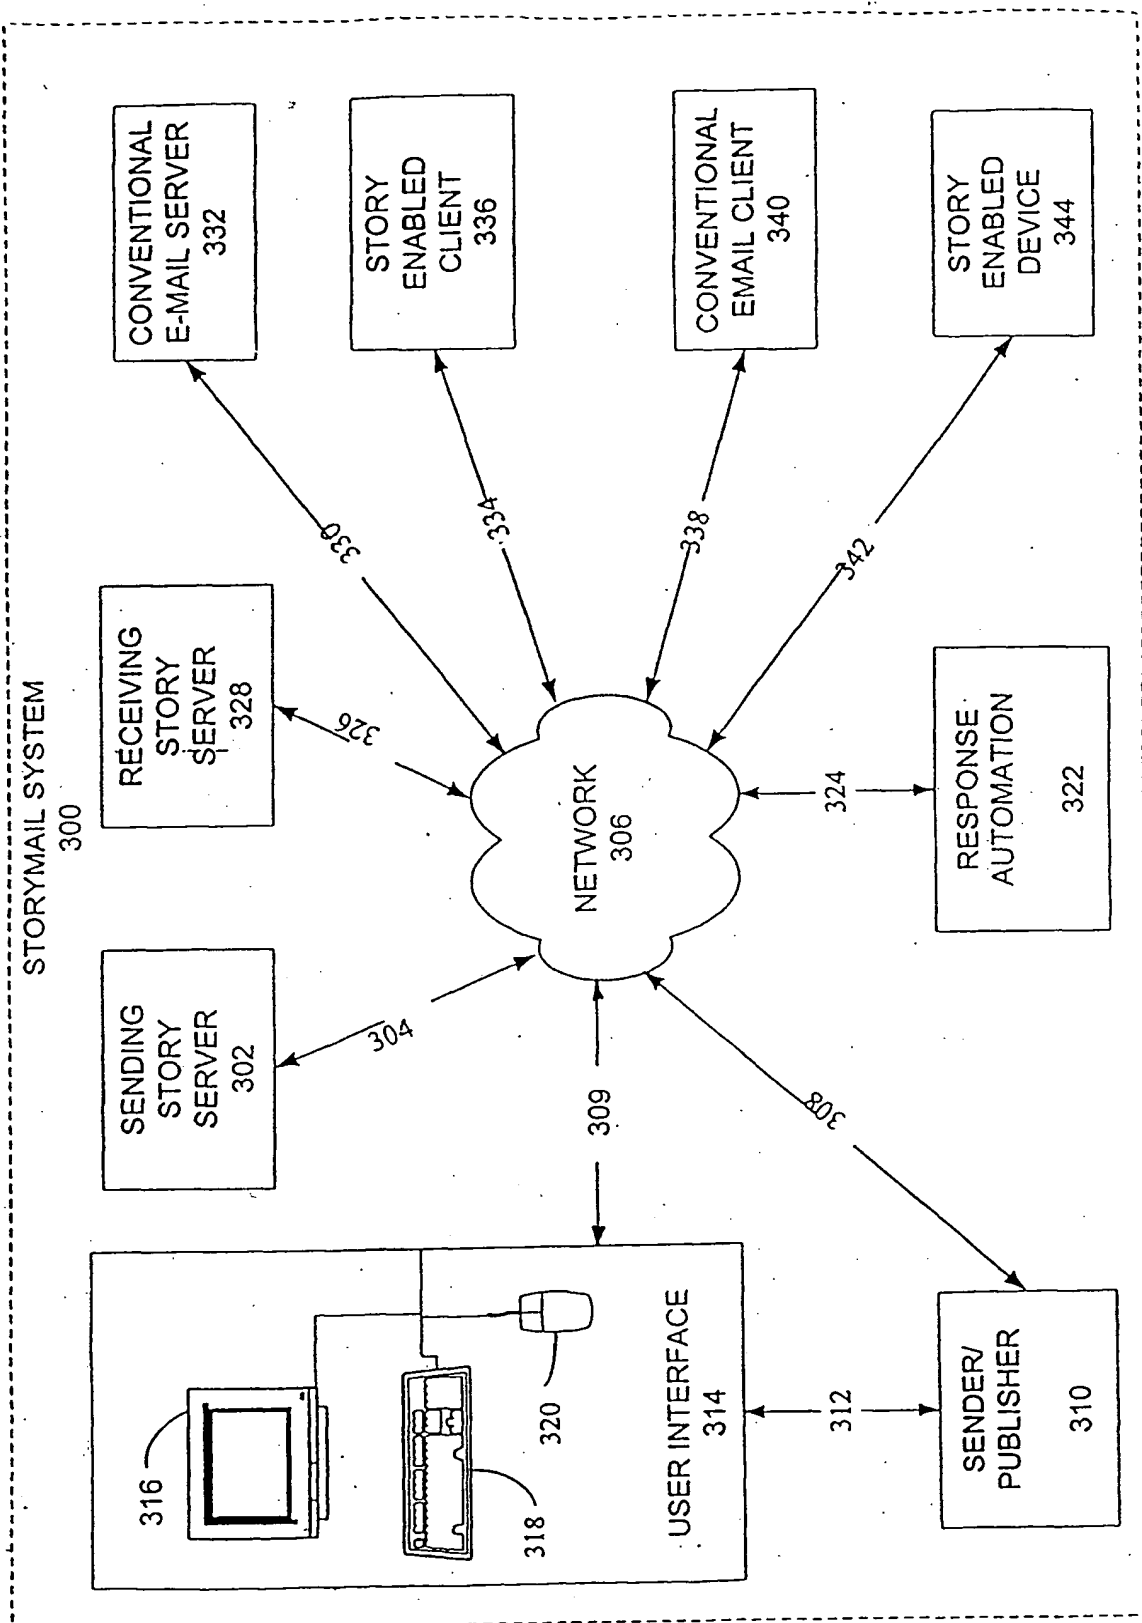 STORYMAIL SYSTEM
300
SENDING
STORY
SERVER
302
RECEIVING
STORY
SERVER
328
CONVENTIONAL
E-MAIL SERVER
332
STORY
ENABLED
CLIENT
336
CONVENTIONAL
EMAIL CLIENT
340
STORY
ENABLED
DEVICE
344
304
326
330
334
338
342
NETWORK
306
309
308
324
RESPONSE
AUTOMATION
322
316
318
320
USER INTERFACE
314
312
SENDER/
PUBLISHER
310